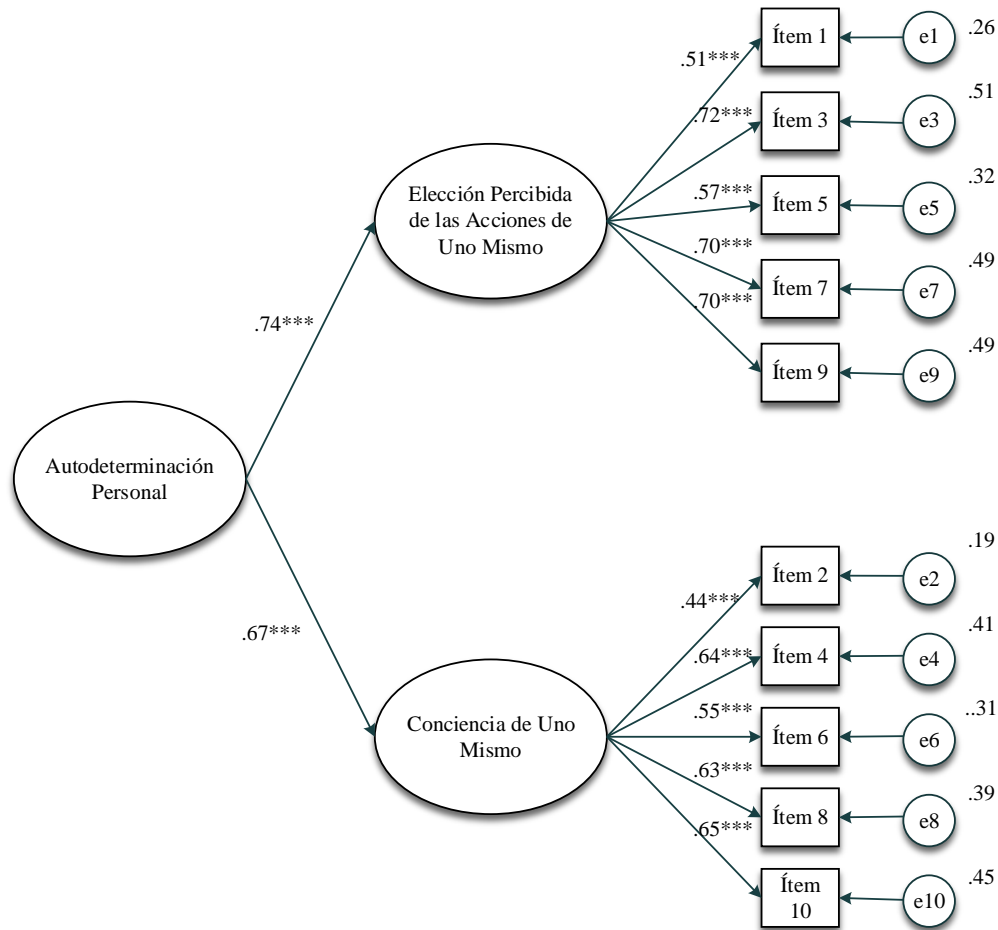 Ítem 1
e1
.26
.51***
Ítem 3
e3
.51
.72***
Ítem 5
e5
.32
.57***
Ítem 7
e7
.49
.70***
Ítem 9
e9
.49
.70***
Elección Percibida
de las Acciones de
Uno Mismo
.74***
Autodeterminación
Personal
.67***
Conciencia de Uno
Mismo
Ítem 2
e2
.19
.44***
Ítem 4
e4
.41
.64***
Ítem 6
e6
..31
.55***
Ítem 8
e8
.39
.63***
Ítem
10
e10
.45
.65***